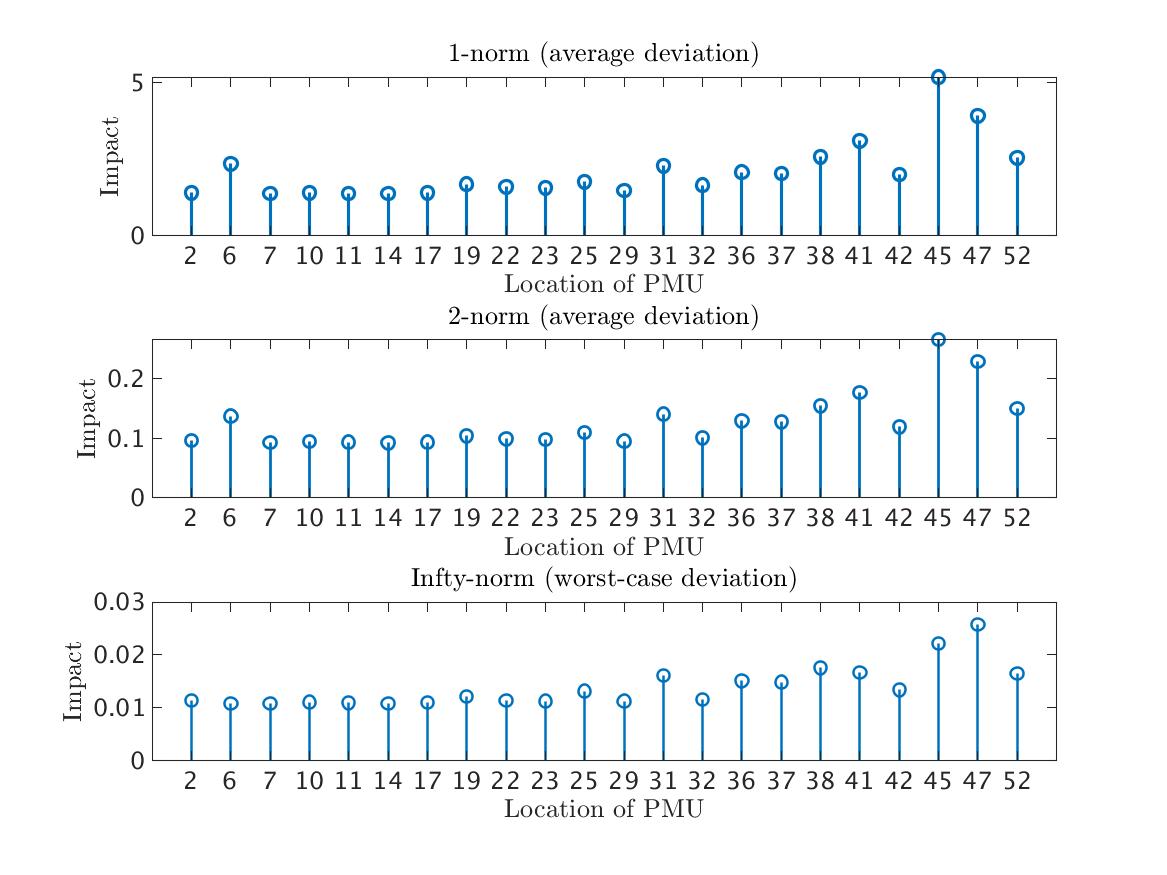 1-norm (average deviation)
5
0
Impact
2 6 7 10 11 14 17 19 22 23 25 29 31 32 36 37 38 41 42 45 47 52
Location of PMU
2-norm (average deviation)
0.2
0.1
0
Impact
2 6 7 10 11 14 17 19 22 23 25 29 31 32 36 37 38 41 42 45 47 52
Location of PMU
Infty-norm (worst-case deviation)
0.03
0.02
0.01
0
Impact
2 6 7 10 11 14 17 19 22 23 25 29 31 32 36 37 38 41 42 45 47 52
Location of PMU